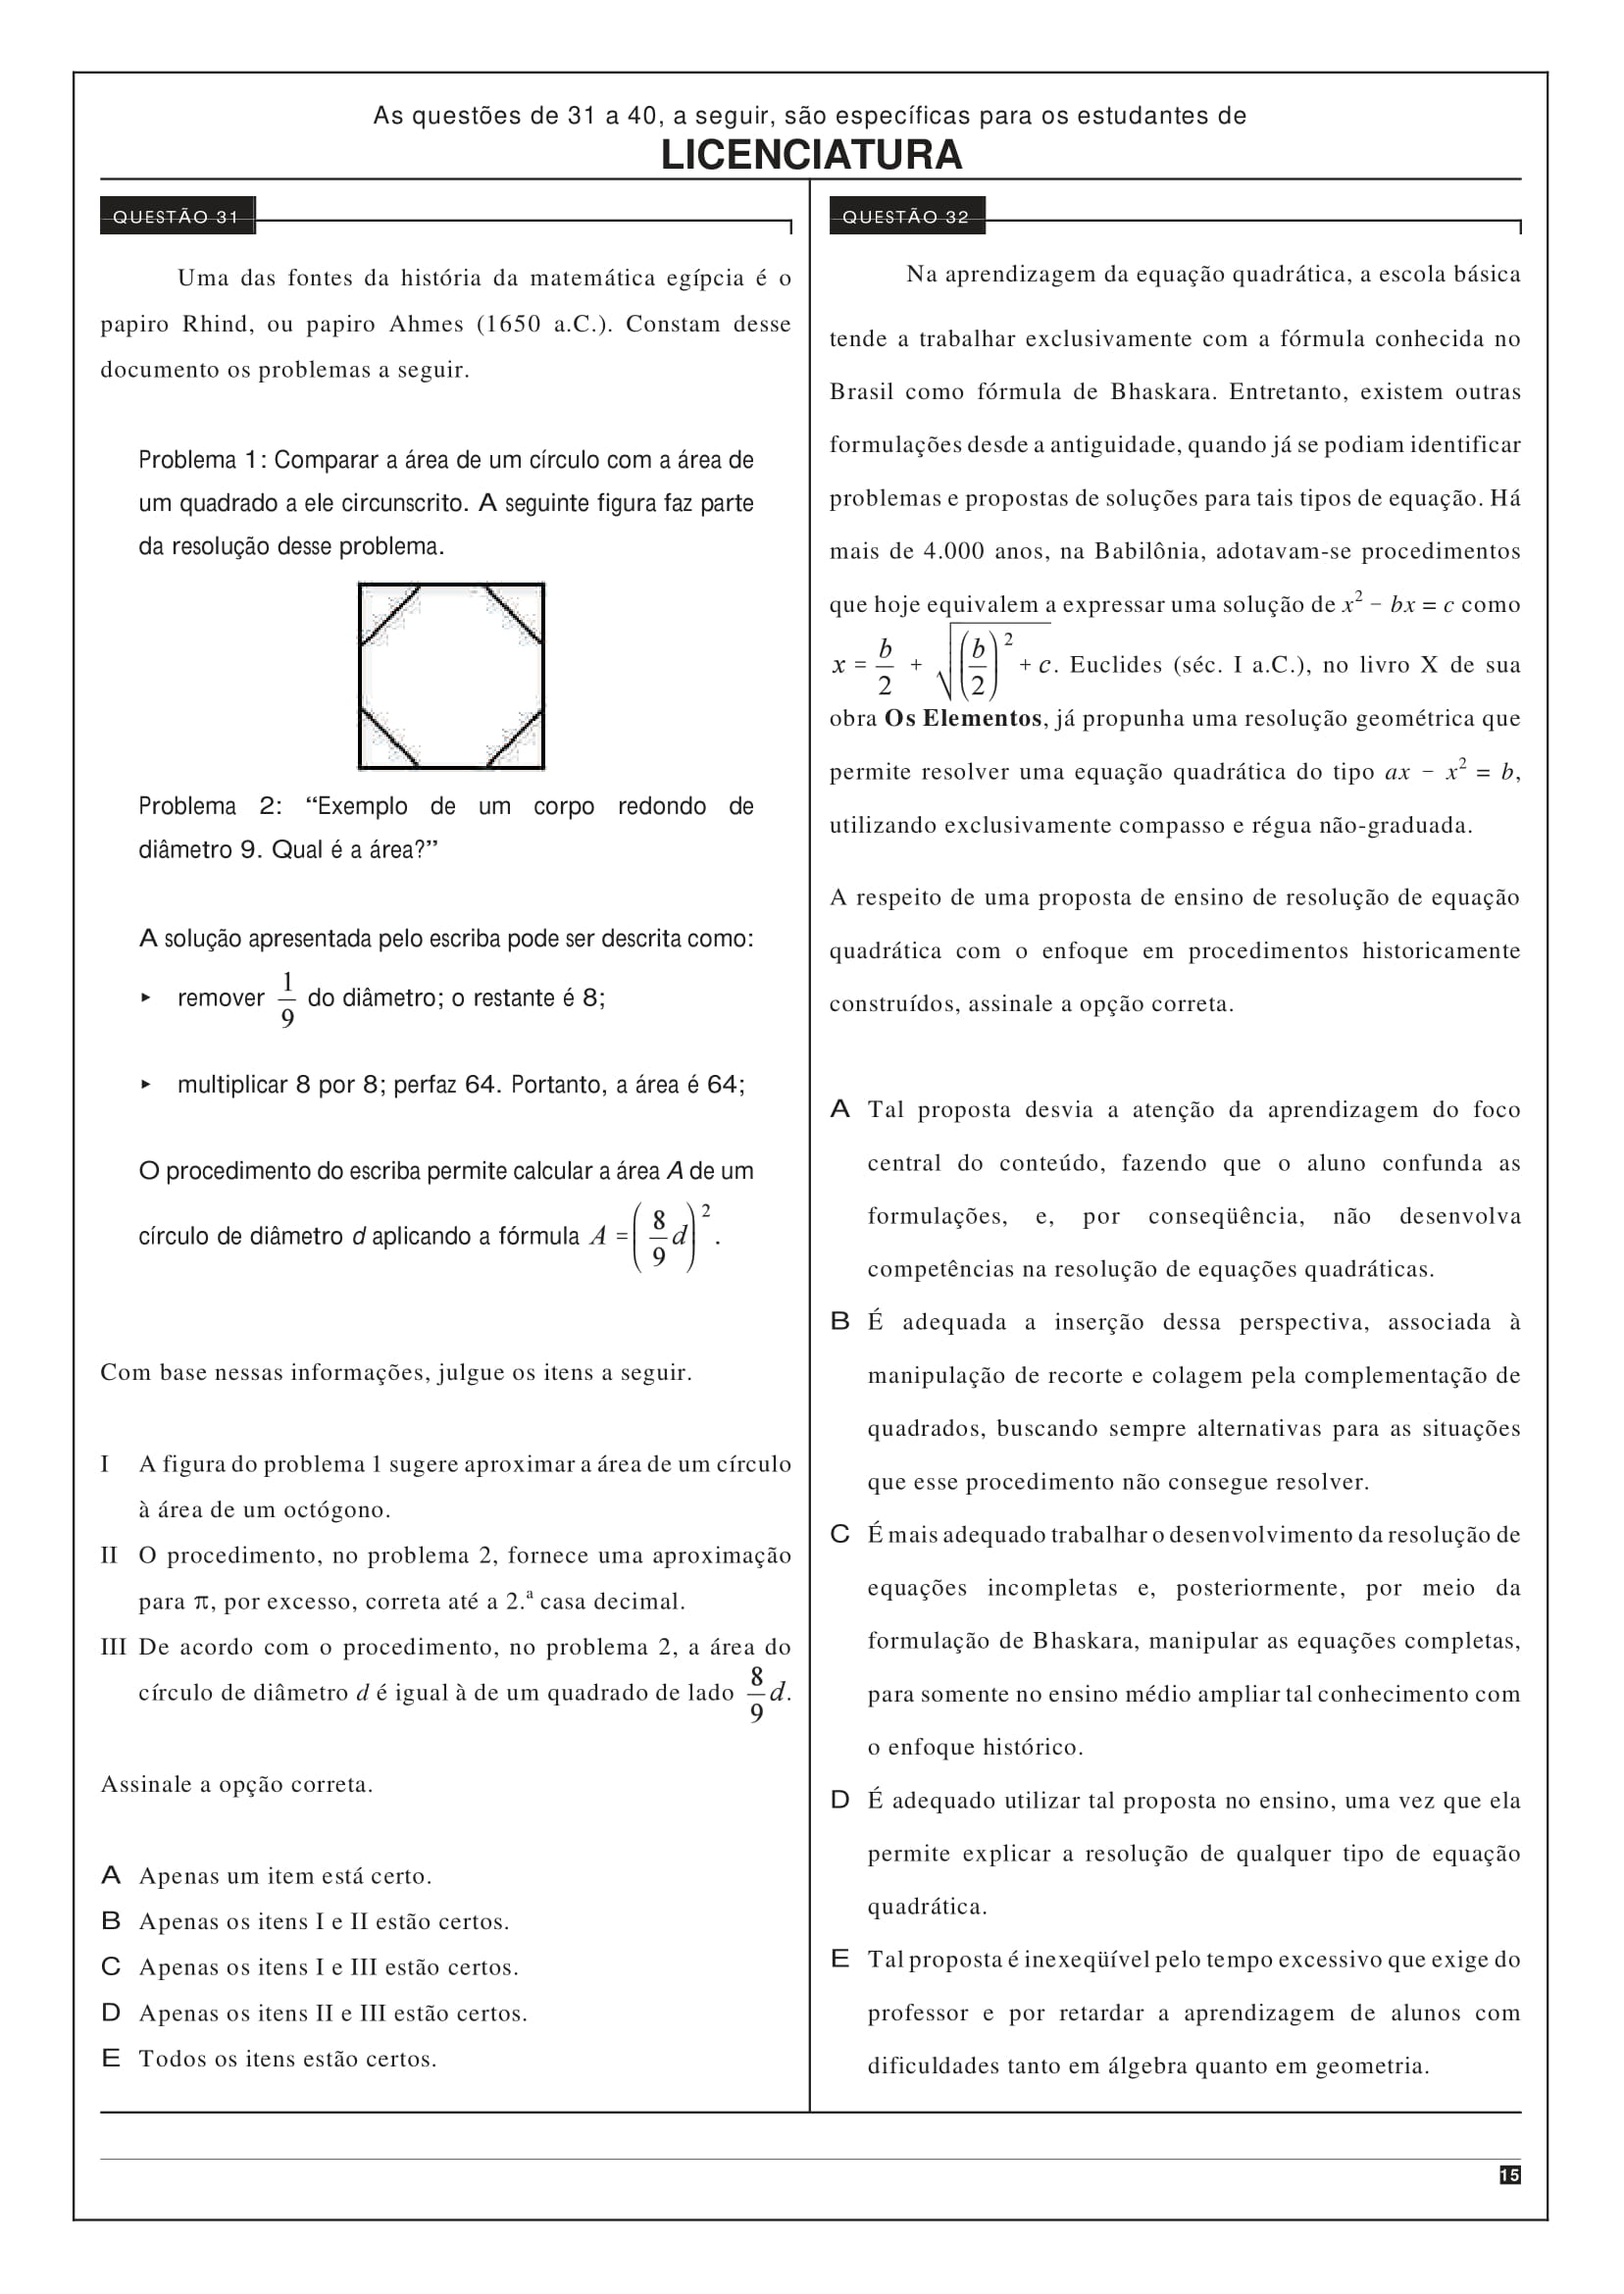 As questões de 31 a 40, a seguir, são específicas para os estudantes de
LICENCIATURA
QUESTÃO 31
Uma das fontes da história da matemática egípcia é o
papiro Rhind, ou papiro Ahmes (1650 a.C.). Constam desse
documento os problemas a seguir.
Problema 1: Comparar a área de um círculo com a área de
um quadrado a ele circunscrito. A seguinte figura faz parte
da resolução desse problema.
Problema 2: “Exemplo de um corpo redondo de
diâmetro 9. Qual é a área?”
A solução apresentada pelo escriba pode ser descrita como:
▸ remover 1/9 do diâmetro; o restante é 8;
▸ multiplicar 8 por 8; perfaz 64. Portanto, a área é 64;
O procedimento do escriba permite calcular a área A de um
círculo de diâmetro d aplicando a fórmula A = (8/9 d)².
Com base nessas informações, julgue os itens a seguir.
I A figura do problema 1 sugere aproximar a área de um círculo
à área de um octógono.
II O procedimento, no problema 2, fornece uma aproximação
para π, por excesso, correta até a 2.ª casa decimal.
III De acordo com o procedimento, no problema 2, a área do
círculo de diâmetro d é igual à de um quadrado de lado 8/9 d.
Assinale a opção correta.
A Apenas um item está certo.
B Apenas os itens I e II estão certos.
C Apenas os itens I e III estão certos.
D Apenas os itens II e III estão certos.
E Todos os itens estão certos.
QUESTÃO 32
Na aprendizagem da equação quadrática, a escola básica
tende a trabalhar exclusivamente com a fórmula conhecida no
Brasil como fórmula de Bhaskara. Entretanto, existem outras
formulações desde a antiguidade, quando já se podiam identificar
problemas e propostas de soluções para tais tipos de equação. Há
mais de 4.000 anos, na Babilônia, adotavam-se procedimentos
que hoje equivalem a expressar uma solução de x² − bx = c como
x = b/2 + √((b/2)² + c). Euclides (séc. I a.C.), no livro X de sua
obra Os Elementos, já propunha uma resolução geométrica que
permite resolver uma equação quadrática do tipo ax − x² = b,
utilizando exclusivamente compasso e régua não-graduada.
A respeito de uma proposta de ensino de resolução de equação
quadrática com o enfoque em procedimentos historicamente
construídos, assinale a opção correta.
A Tal proposta desvia a atenção da aprendizagem do foco
central do conteúdo, fazendo que o aluno confunda as
formulações, e, por conseqüência, não desenvolva
competências na resolução de equações quadráticas.
B É adequada a inserção dessa perspectiva, associada à
manipulação de recorte e colagem pela complementação de
quadrados, buscando sempre alternativas para as situações
que esse procedimento não consegue resolver.
C É mais adequado trabalhar o desenvolvimento da resolução de
equações incompletas e, posteriormente, por meio da
formulação de Bhaskara, manipular as equações completas,
para somente no ensino médio ampliar tal conhecimento com
o enfoque histórico.
D É adequado utilizar tal proposta no ensino, uma vez que ela
permite explicar a resolução de qualquer tipo de equação
quadrática.
E Tal proposta é inexeqüível pelo tempo excessivo que exige do
professor e por retardar a aprendizagem de alunos com
dificuldades tanto em álgebra quanto em geometria.
15